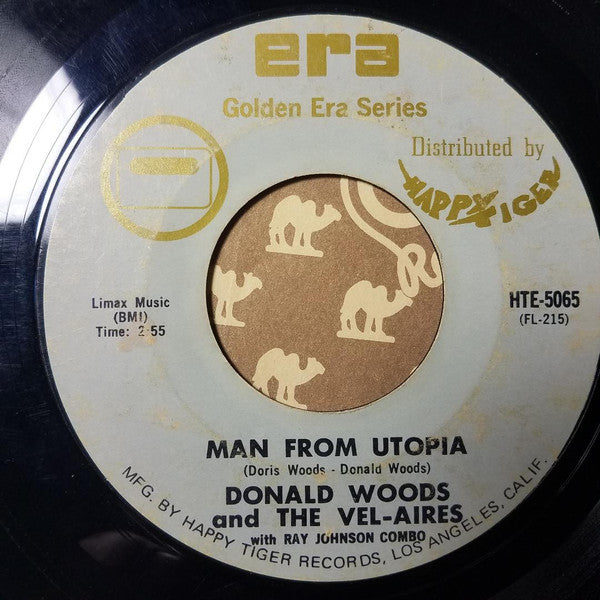 era
Golden Era Series
Distributed by
HAPPY TIGER
Limax Music
(BMI)
Time: 2:55
HTE-5065
(FL-215)
MAN FROM UTOPIA
(Doris Woods - Donald Woods)
DONALD WOODS
and THE VEL-AIRES
with RAY JOHNSON COMBO
MFG. BY HAPPY TIGER RECORDS, LOS ANGELES, CALIF.